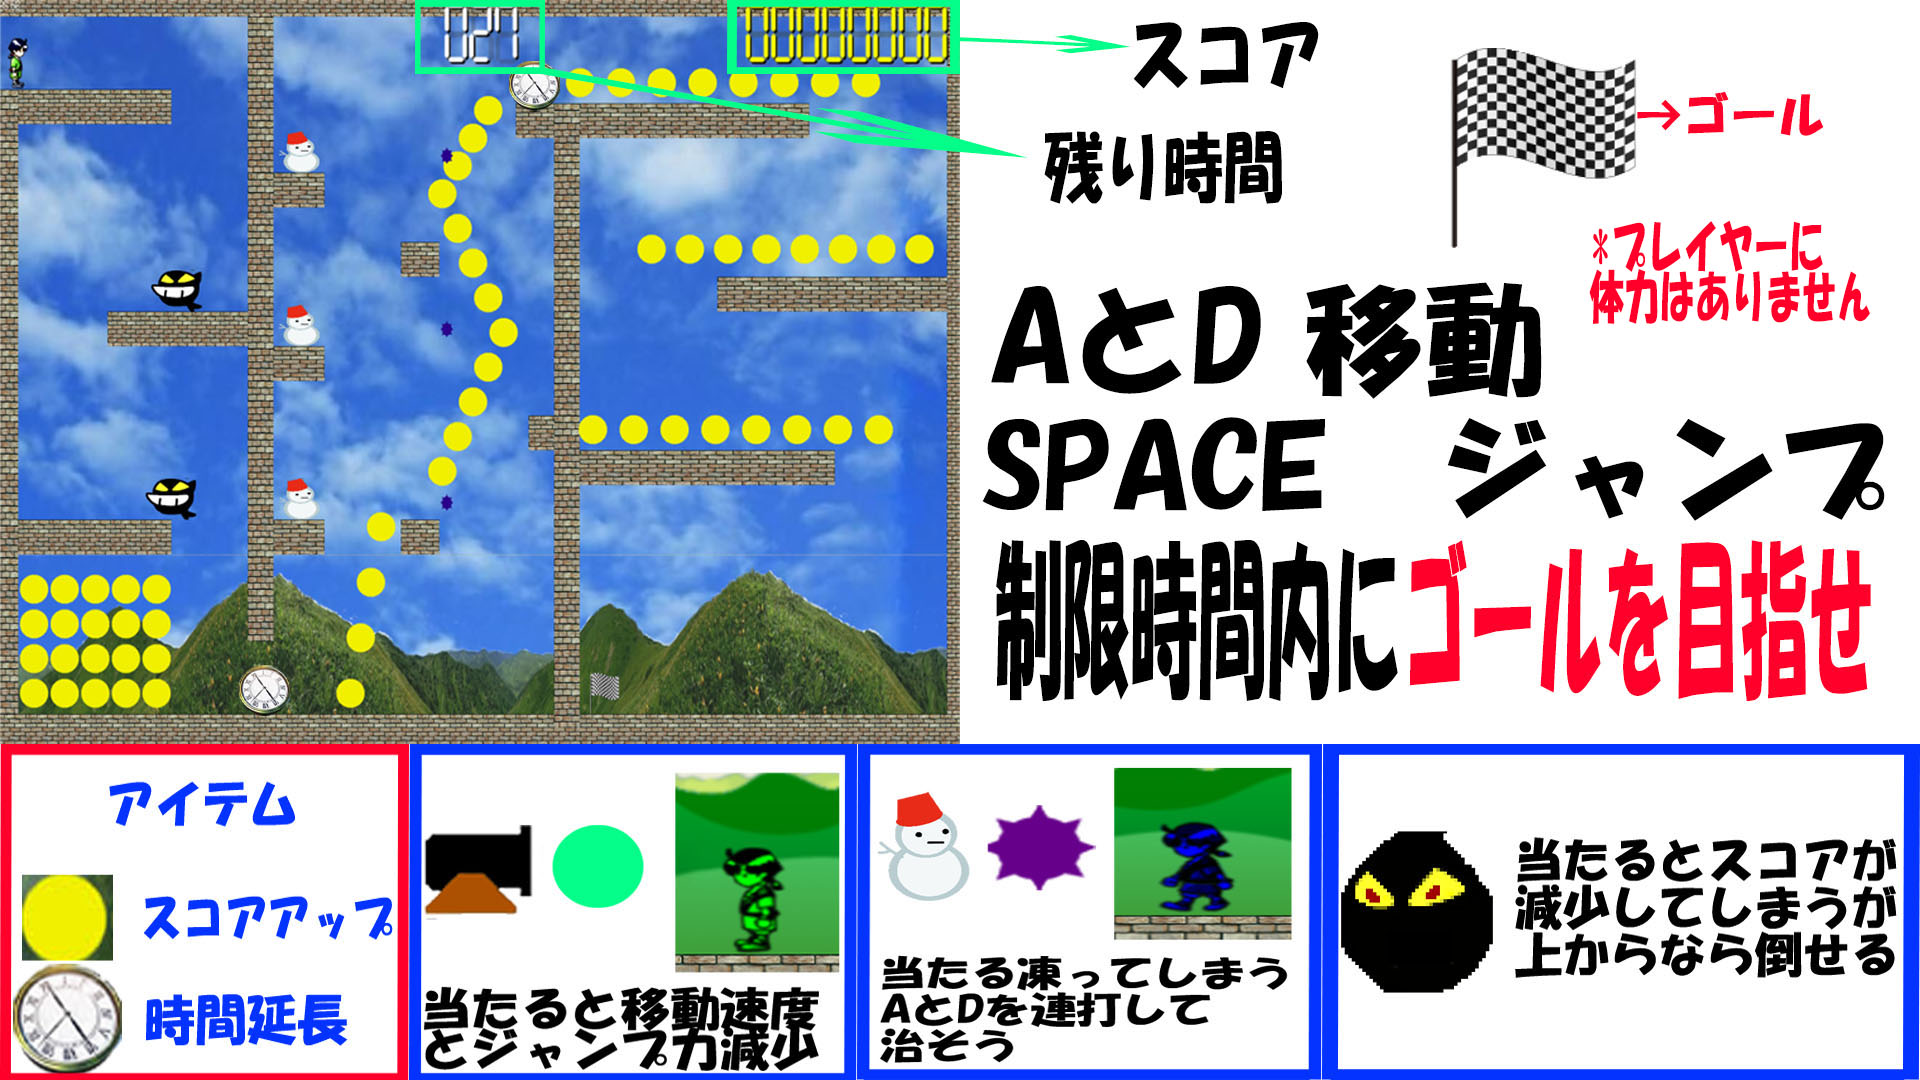 027
00000000
スコア
残り時間
→ゴール
*プレイヤーに
体力はありません
AとD 移動
SPACE ジャンプ
制限時間内にゴールを目指せ
アイテム
スコアアップ
時間延長
当たると移動速度
とジャンプ力減少
当たる凍ってしまう
AとDを連打して
治そう
当たるとスコアが
減少してしまうが
上からなら倒せる